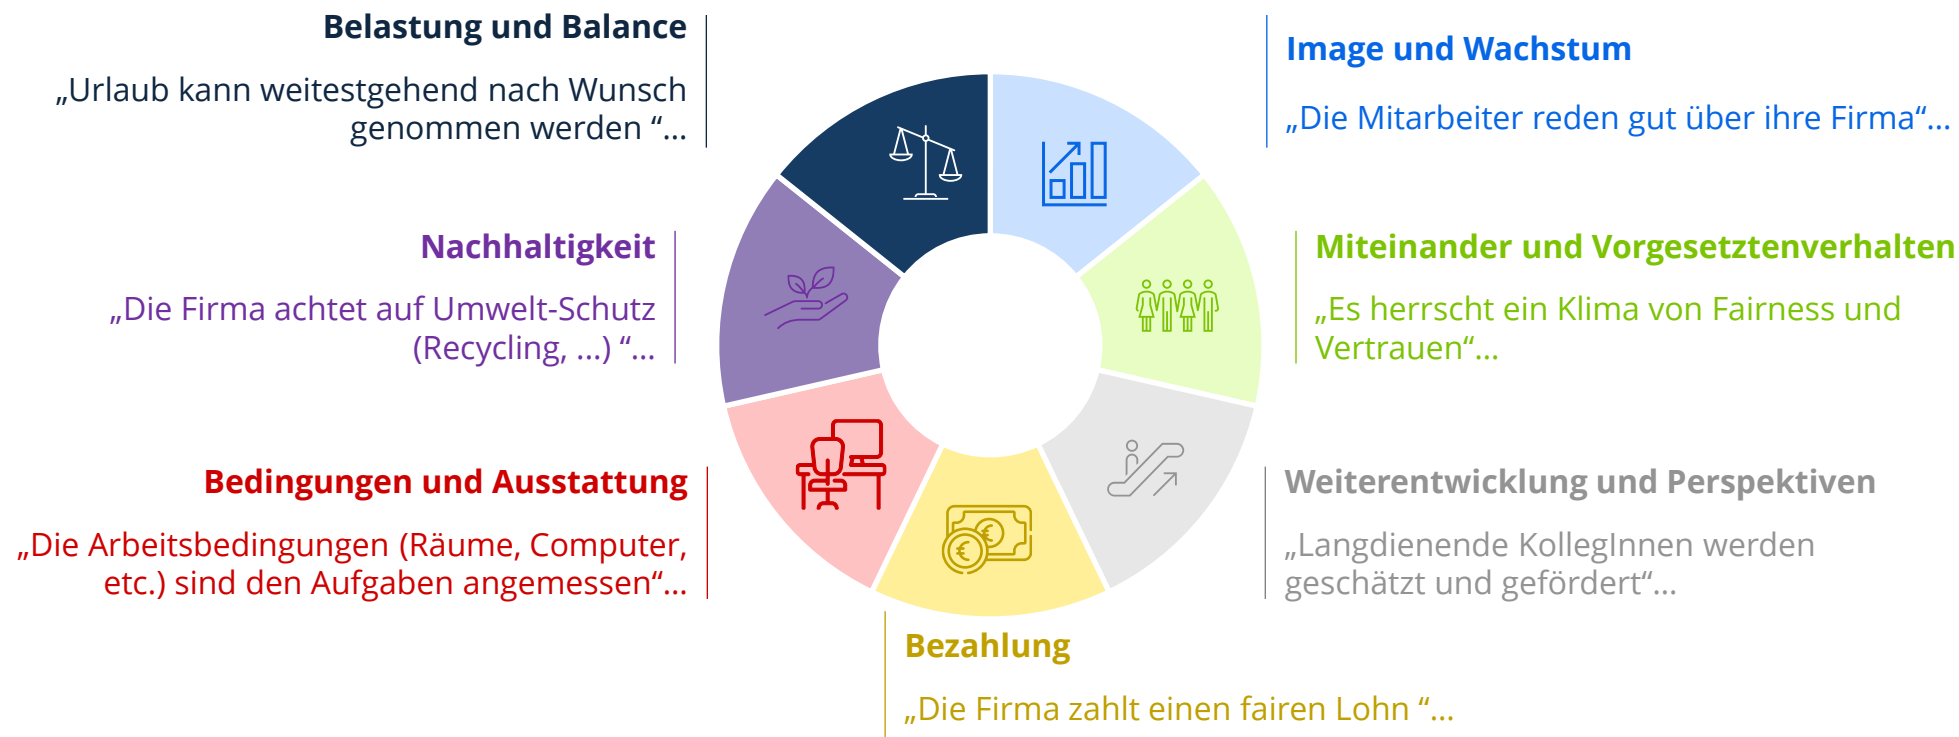 Belastung und Balance
„Urlaub kann weitestgehend nach Wunsch
genommen werden “...
Image und Wachstum
„Die Mitarbeiter reden gut über ihre Firma“...
Nachhaltigkeit
„Die Firma achtet auf Umwelt-Schutz
(Recycling, ...) “...
Miteinander und Vorgesetztenverhalten
„Es herrscht ein Klima von Fairness und
Vertrauen“...
Bedingungen und Ausstattung
„Die Arbeitsbedingungen (Räume, Computer,
etc.) sind den Aufgaben angemessen“...
Weiterentwicklung und Perspektiven
„Langdienende KollegInnen werden
geschätzt und gefördert“...
Bezahlung
„Die Firma zahlt einen fairen Lohn “...